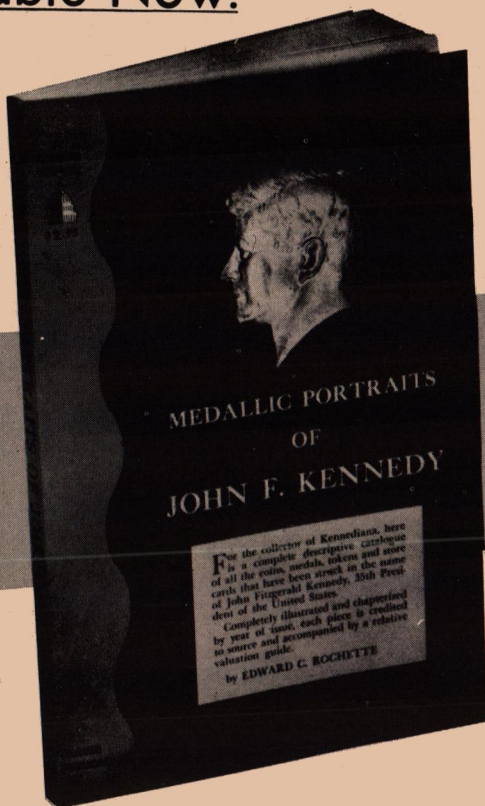 Now.
MEDALLIC PORTRAITS
OF
JOHN F. KENNEDY
For the collector of Kennediana, here
is a complete descriptive catalogue
of all the coins, medals, tokens and store
cards that have been struck in the name
of John Fitzgerald Kennedy, 35th Presi-
dent of the United States.
Completely illustrated and chapterized
by year of issue, each piece is credited
to source and accompanied by a relative
valuation guide.
by EDWARD C. ROCHETTE